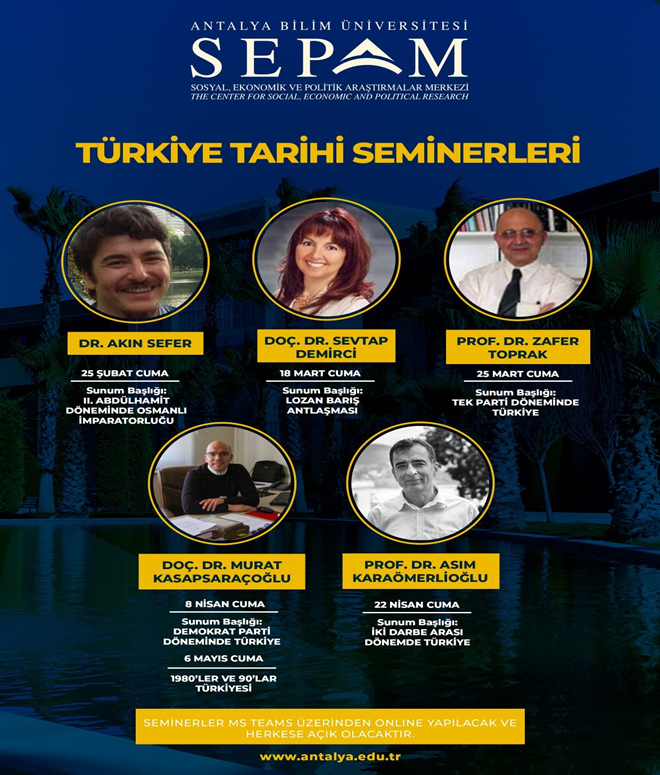 ANTALYA BİLİM ÜNİVERSİTESİ
SEPAM
SOSYAL, EKONOMİK VE POLİTİK ARAŞTIRMALAR MERKEZİ
THE CENTER FOR SOCIAL, ECONOMIC AND POLITICAL RESEARCH
TÜRKİYE TARİHİ SEMİNERLERİ
DR. AKIN SEFER
25 ŞUBAT CUMA
Sunum Başlığı:
II. ABDÜLHAMİT
DÖNEMİNDE OSMANLI
İMPARATORLUĞU
DOÇ. DR. SEVTAP
DEMİRCİ
18 MART CUMA
Sunum Başlığı:
LOZAN BARIŞ
ANTLAŞMASI
PROF. DR. ZAFER
TOPRAK
25 MART CUMA
Sunum Başlığı:
TEK PARTİ DÖNEMİNDE
TÜRKİYE
DOÇ. DR. MURAT
KASAPSARAÇOĞLU
8 NİSAN CUMA
Sunum Başlığı:
DEMOKRAT PARTİ
DÖNEMİNDE TÜRKİYE
6 MAYIS CUMA
1980'LER VE 90'LAR
TÜRKİYESİ
PROF. DR. ASIM
KARAÖMERLİOĞLU
22 NİSAN CUMA
Sunum Başlığı:
İKİ DARBE ARASI
DÖNEMDE TÜRKİYE
SEMİNERLER MS TEAMS ÜZERİNDEN ONLINE YAPILACAK VE
HERKESE AÇIK OLACAKTIR.
www.antalya.edu.tr